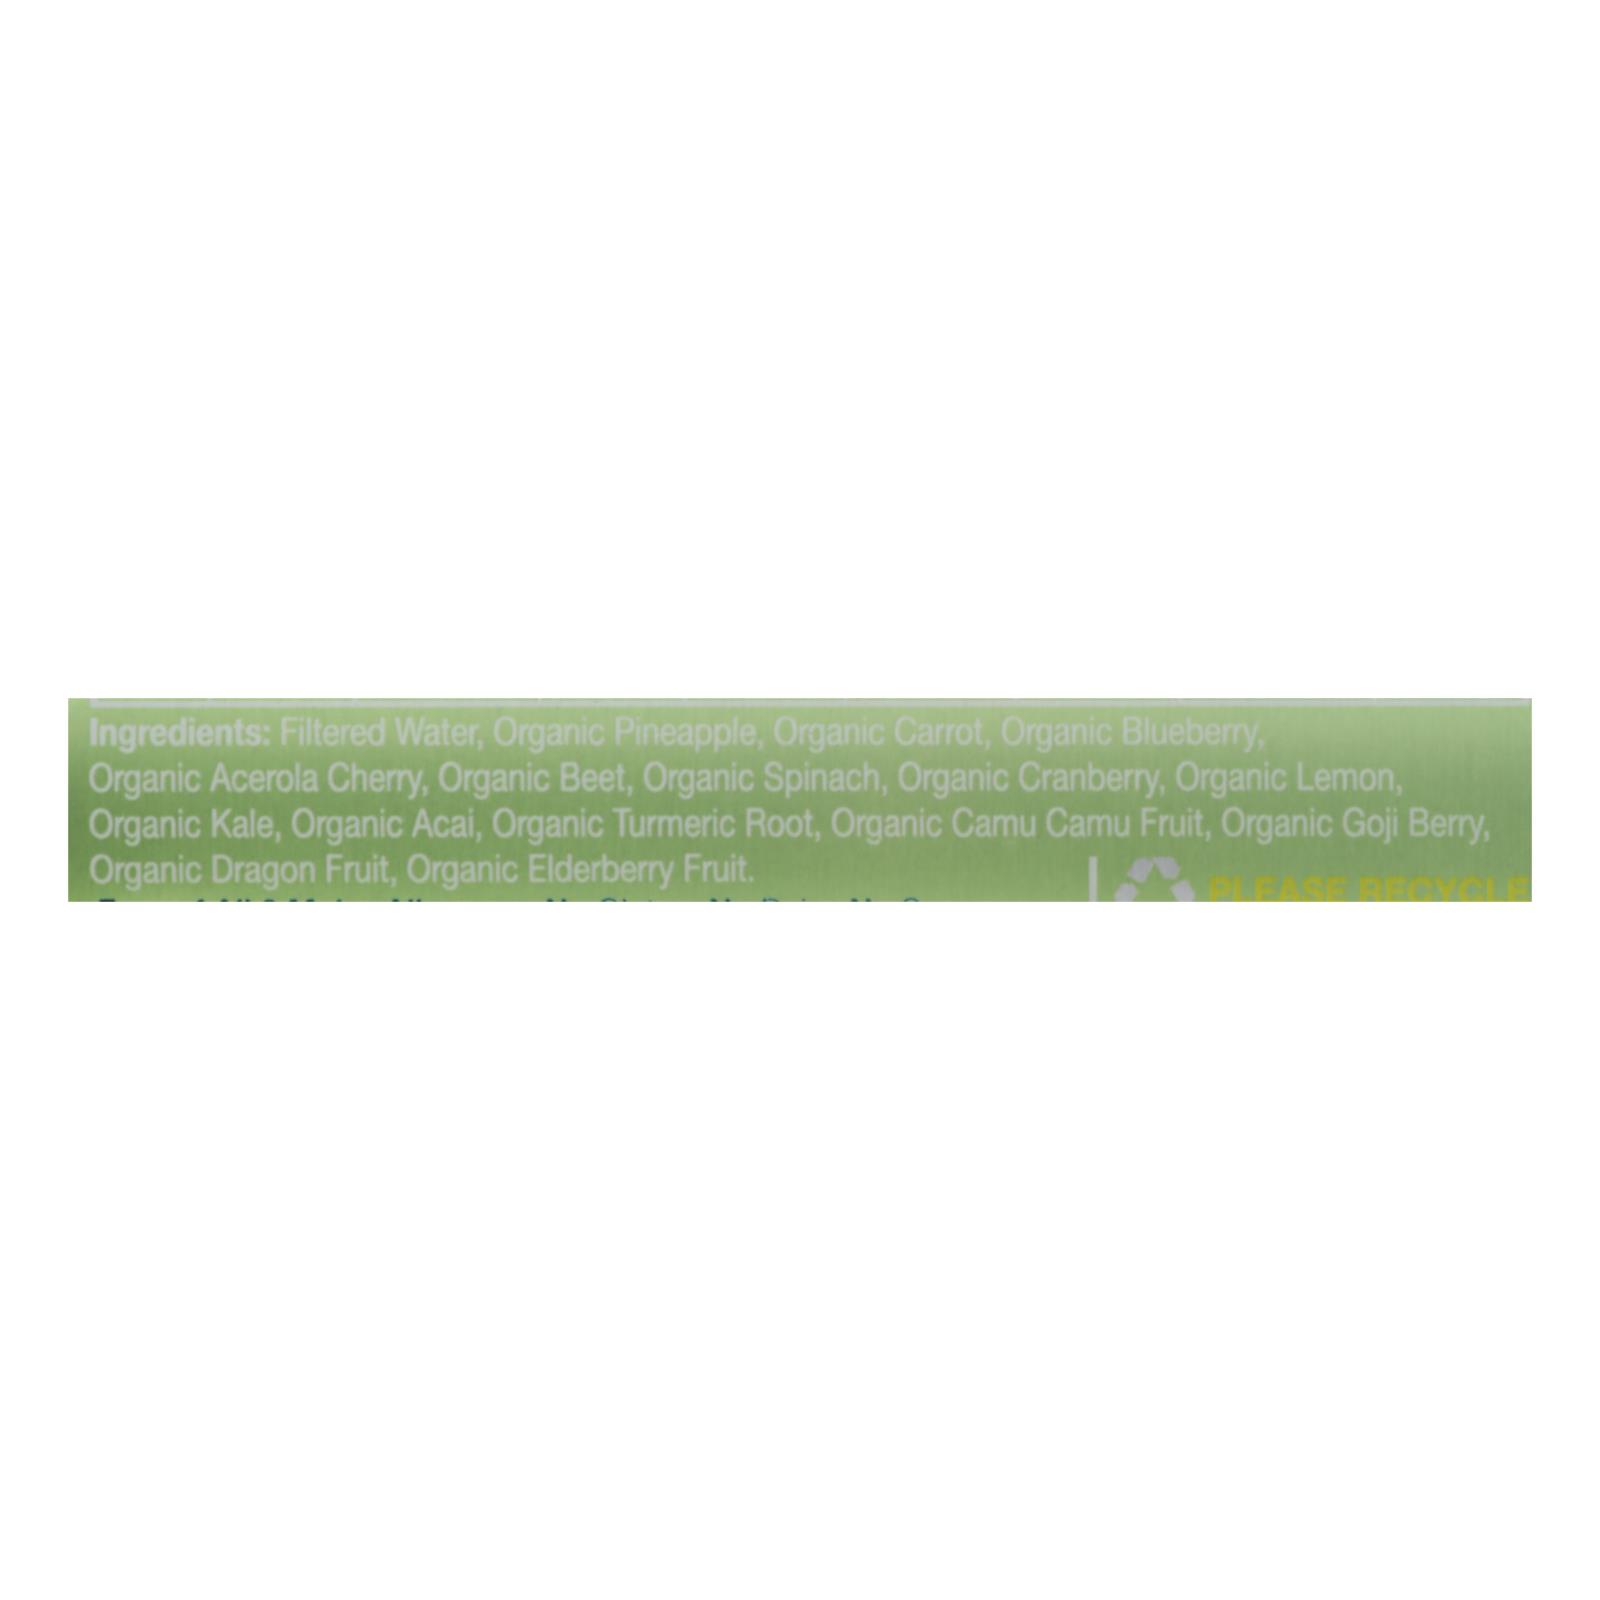 Ingredients: Filtered Water, Organic Pineapple, Organic Carrot, Organic Blueberry,
Organic Acerola Cherry, Organic Beet, Organic Spinach, Organic Cranberry, Organic Lemon,
Organic Kale, Organic Acai, Organic Turmeric Root, Organic Camu Camu Fruit, Organic Goji Berry,
Organic Dragon Fruit, Organic Elderberry Fruit.
PLEASE RECYCLE